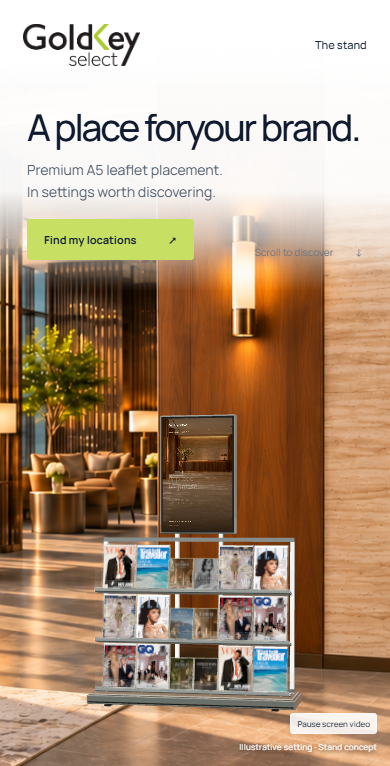 GoldKey
select
The stand
A place foryour brand.
Premium A5 leaflet placement.
In settings worth discovering.
Find my locations ↗
Scroll to discover ↓
traveller
GQ
GQ
traveller
Pause screen video
Illustrative setting · Stand concept